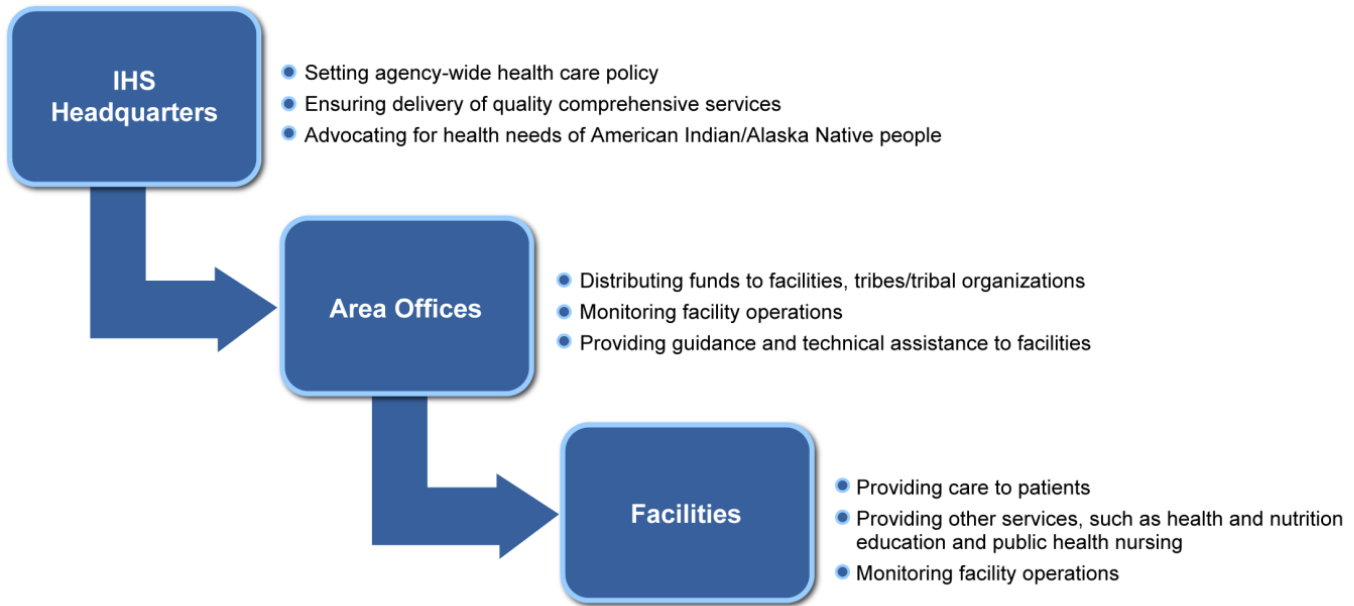 IHS
Headquarters
Setting agency-wide health care policy
Ensuring delivery of quality comprehensive services
Advocating for health needs of American Indian/Alaska Native people
Area Offices
Distributing funds to facilities, tribes/tribal organizations
Monitoring facility operations
Providing guidance and technical assistance to facilities
Facilities
Providing care to patients
Providing other services, such as health and nutrition
education and public health nursing
Monitoring facility operations